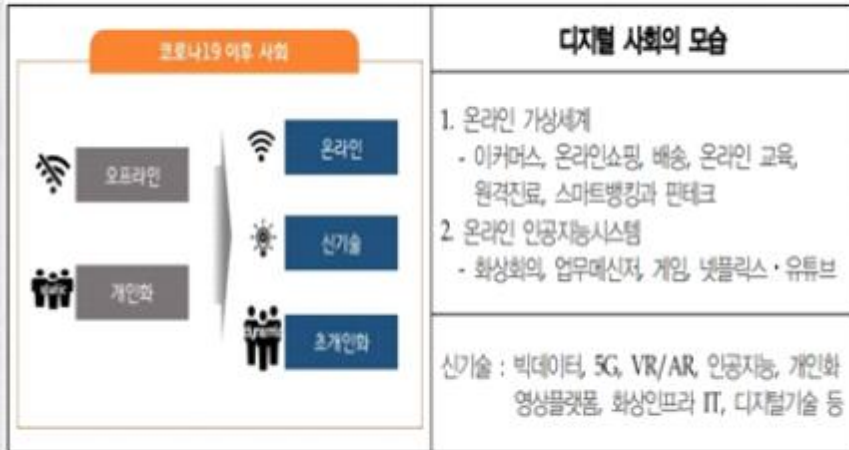 코로나19 이후 사회
오프라인
개인화
static
온라인
신기술
초개인화
dynamic
디지털 사회의 모습
1. 온라인 가상세계
- 이커머스, 온라인쇼핑, 배송, 온라인 교육,
원격진료, 스마트뱅킹과 핀테크
2. 온라인 인공지능시스템
- 화상회의, 업무메신저, 게임, 넷플릭스·유튜브
신기술 : 빅데이터, 5G, VR/AR, 인공지능, 개인화
영상플랫폼, 화상인프라 IT, 디지털기술 등